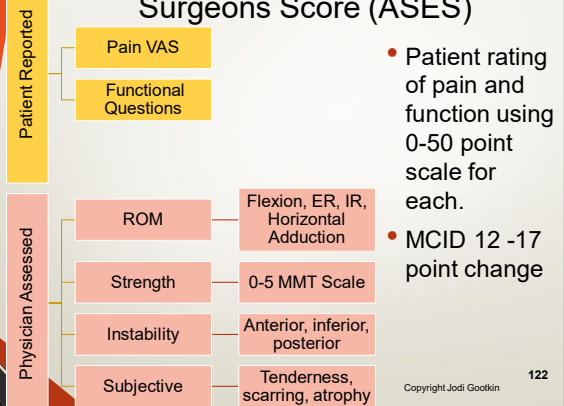 Surgeons Score (ASES)
Patient Reported
Pain VAS
Functional
Questions
Physician Assessed
ROM
Flexion, ER, IR,
Horizontal
Adduction
Strength
0-5 MMT Scale
Instability
Anterior, inferior,
posterior
Subjective
Tenderness,
scarring, atrophy
• Patient rating
of pain and
function using
0-50 point
scale for
each.
• MCID 12 -17
point change
Copyright Jodi Gootkin
122